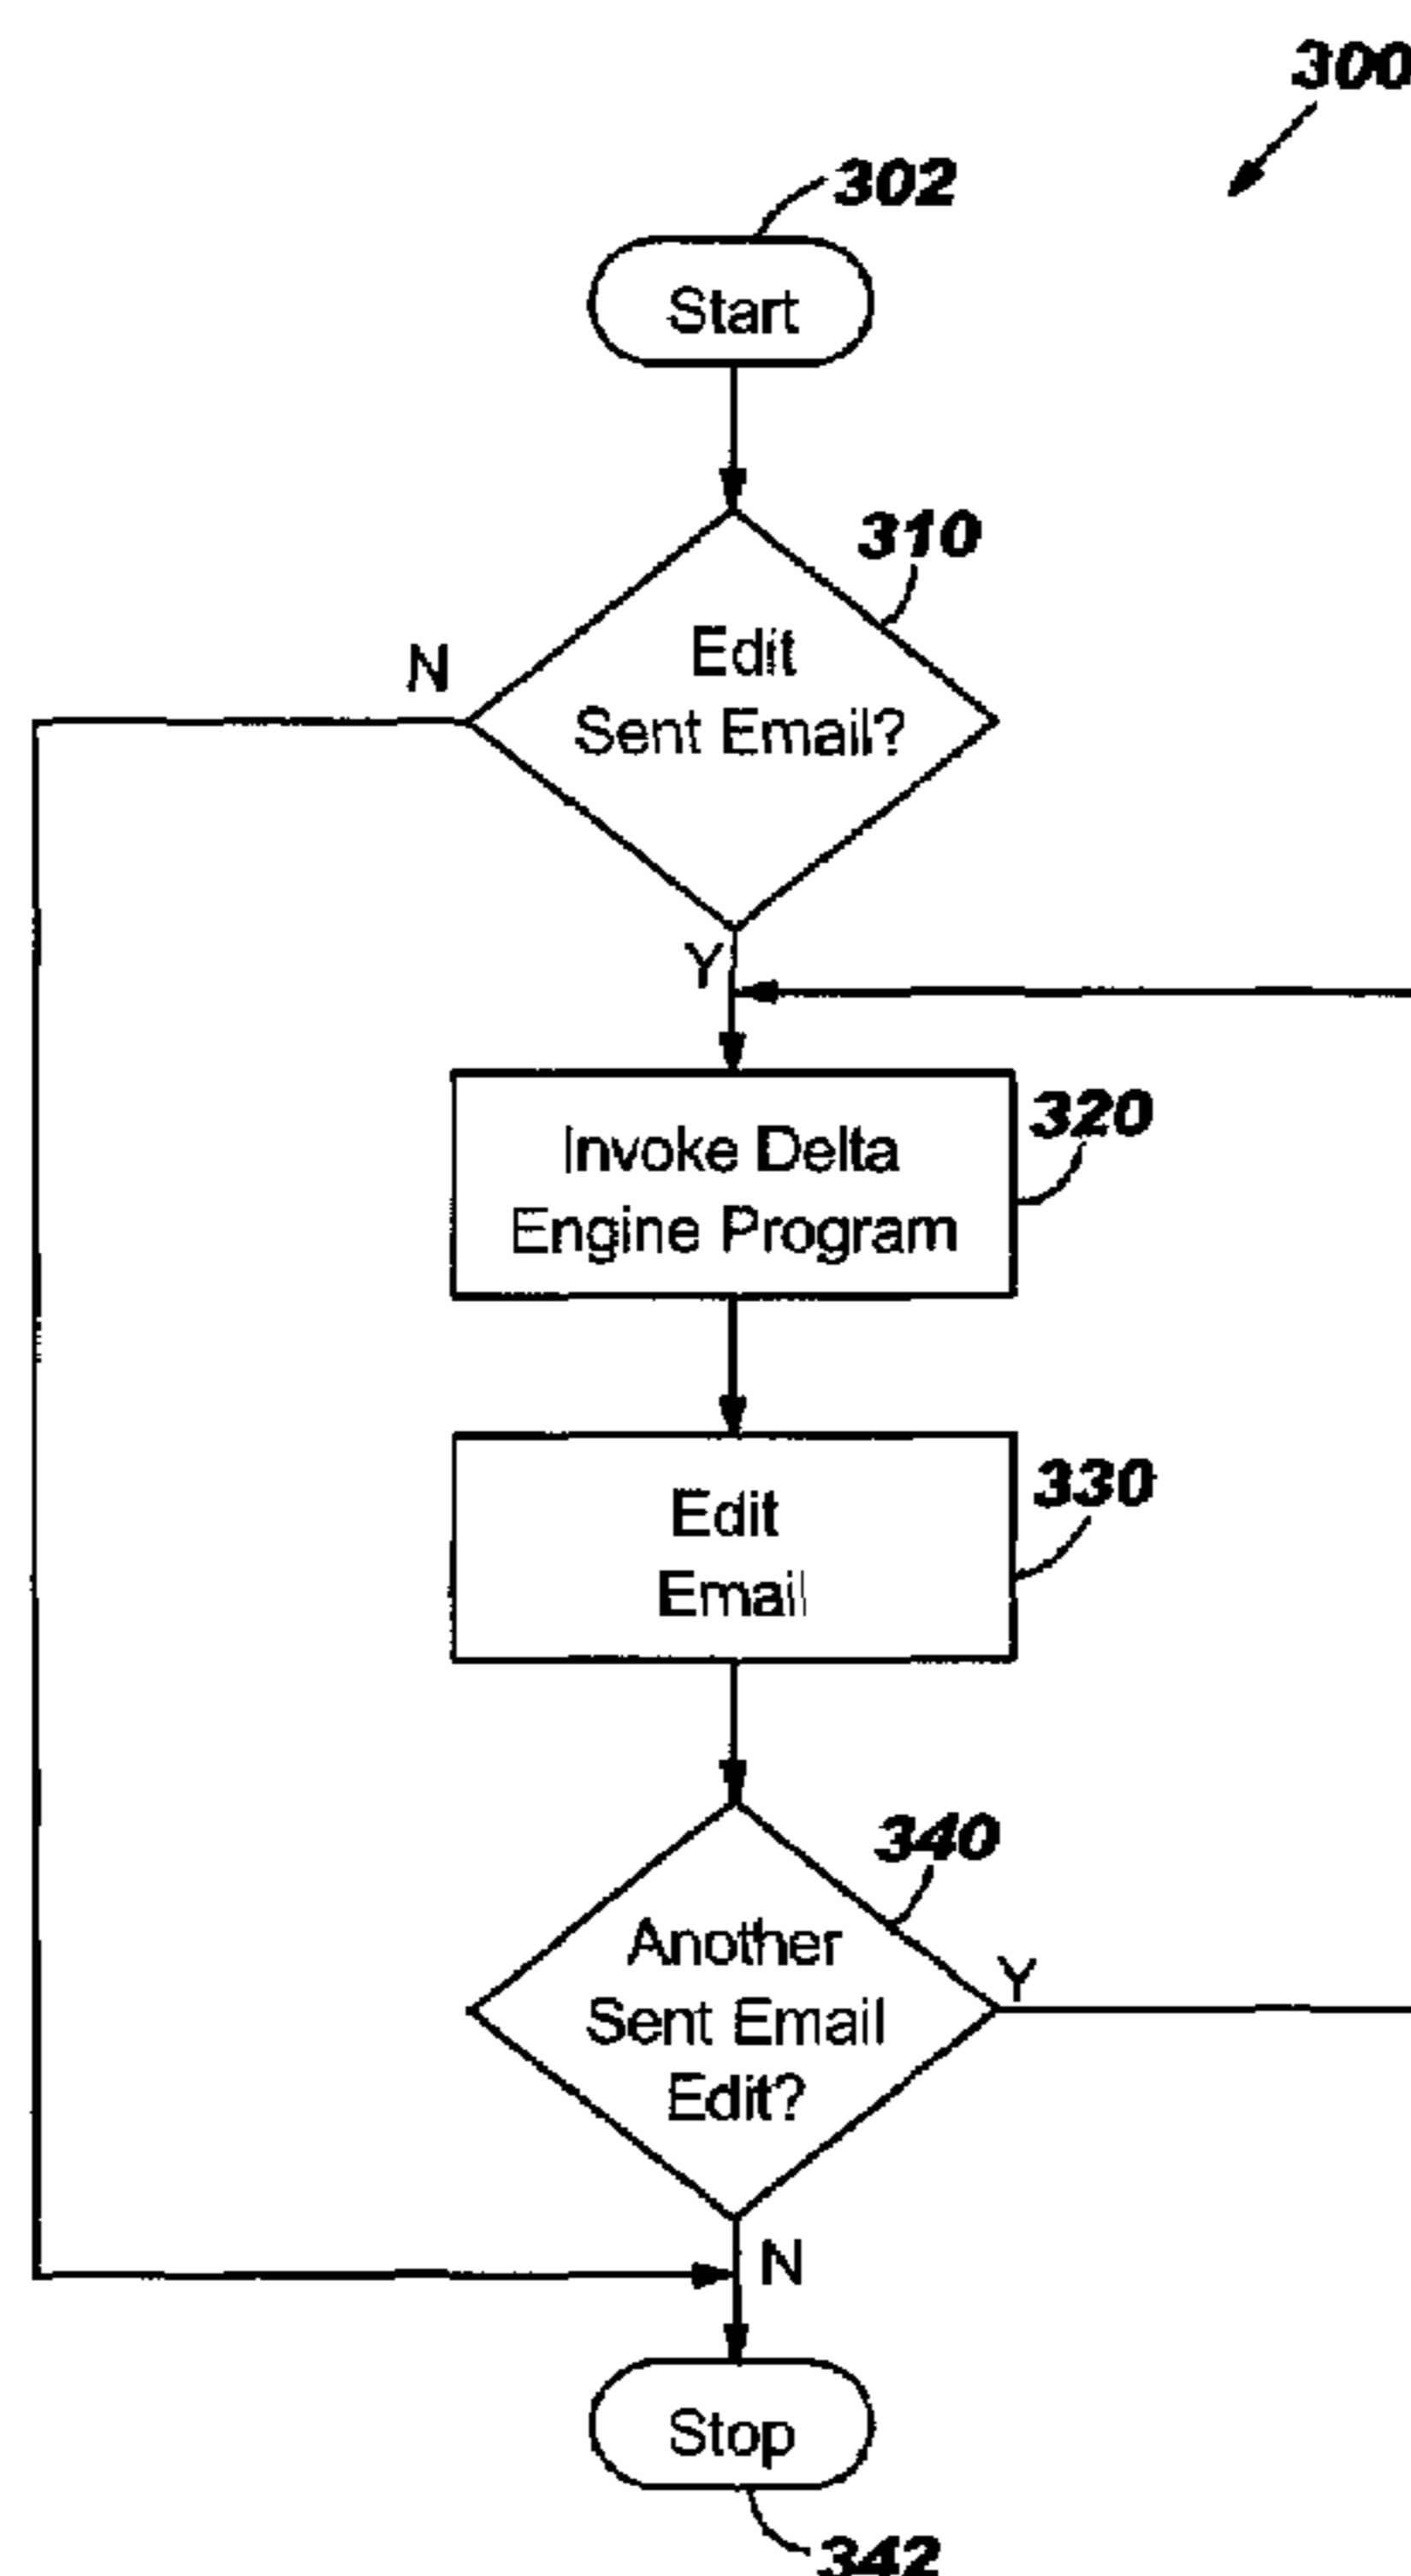 300
302
Start
310
N
Edit
Sent Email?
Y
320
Invoke Delta
Engine Program
330
Edit
Email
340
Another
Sent Email
Edit?
Y
N
Stop
342